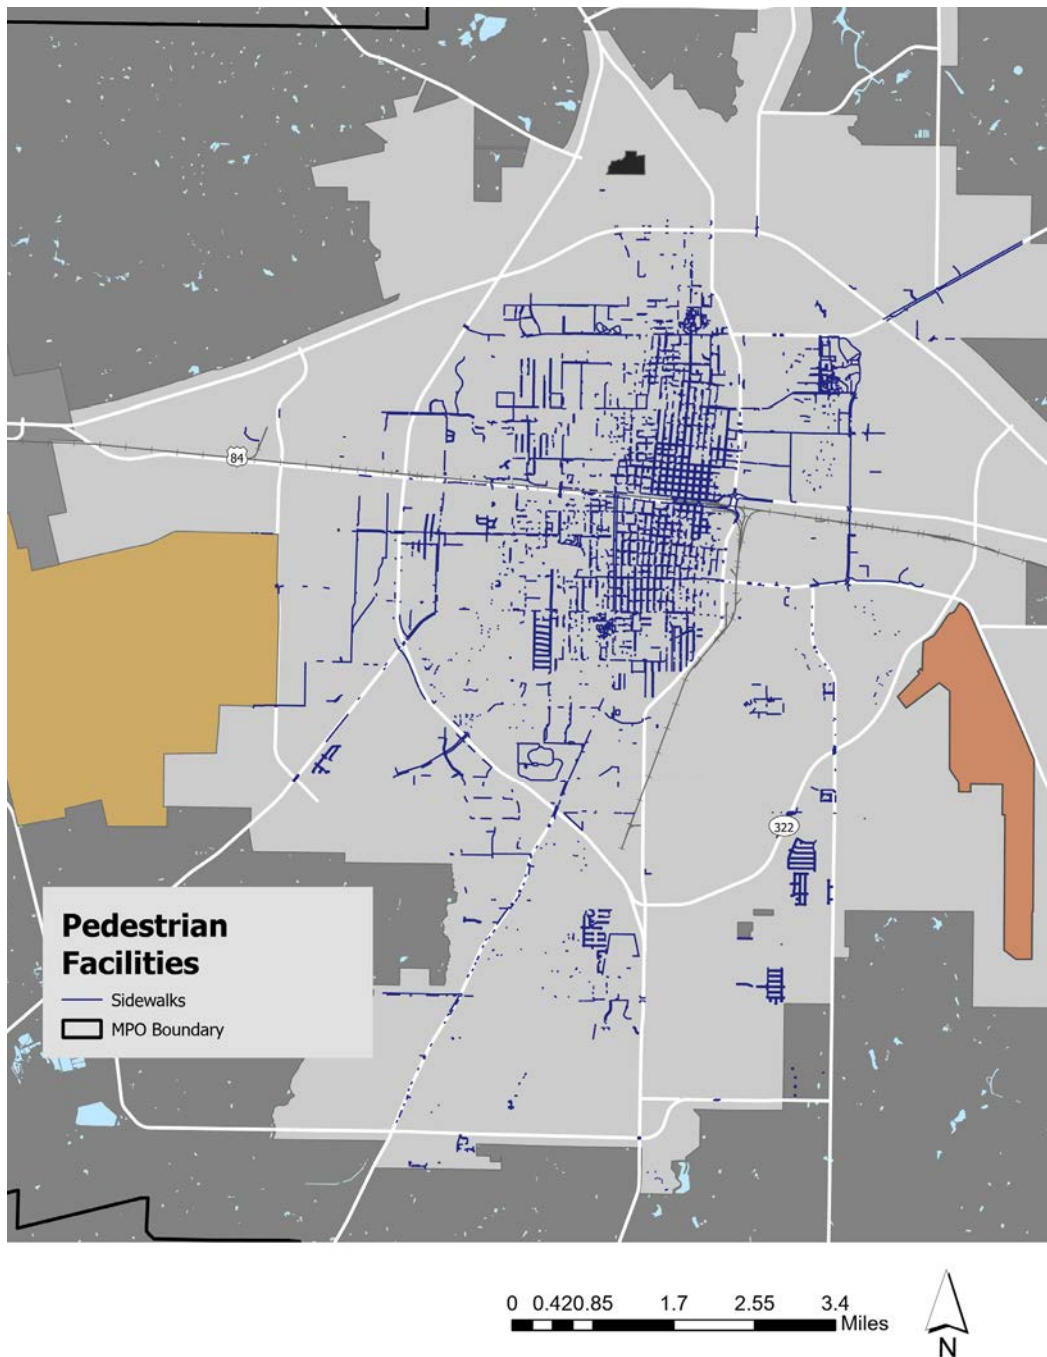 84
322
Pedestrian
Facilities
Sidewalks
MPO Boundary
0 0.420.85 1.7 2.55 3.4
Miles
N